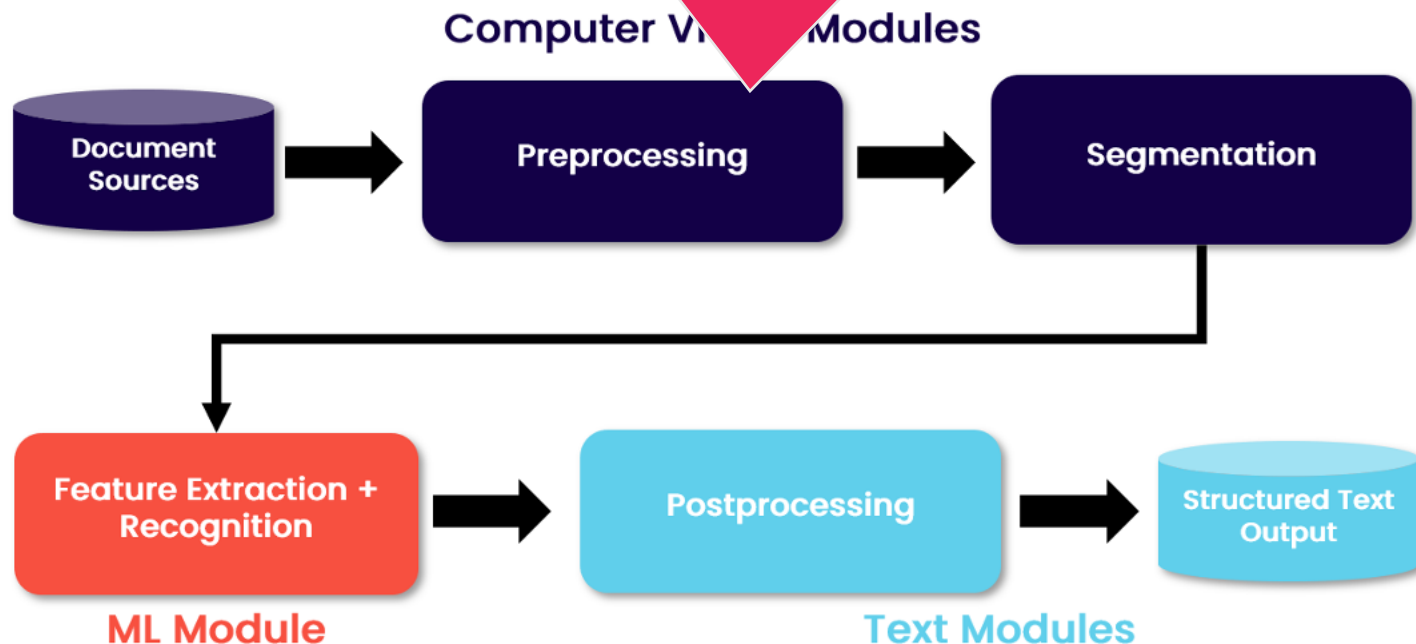 Computer Modules
Document
Sources
Preprocessing
Segmentation
Feature Extraction +
Recognition
Postprocessing
Structured Text
Output
ML Module
Text Modules